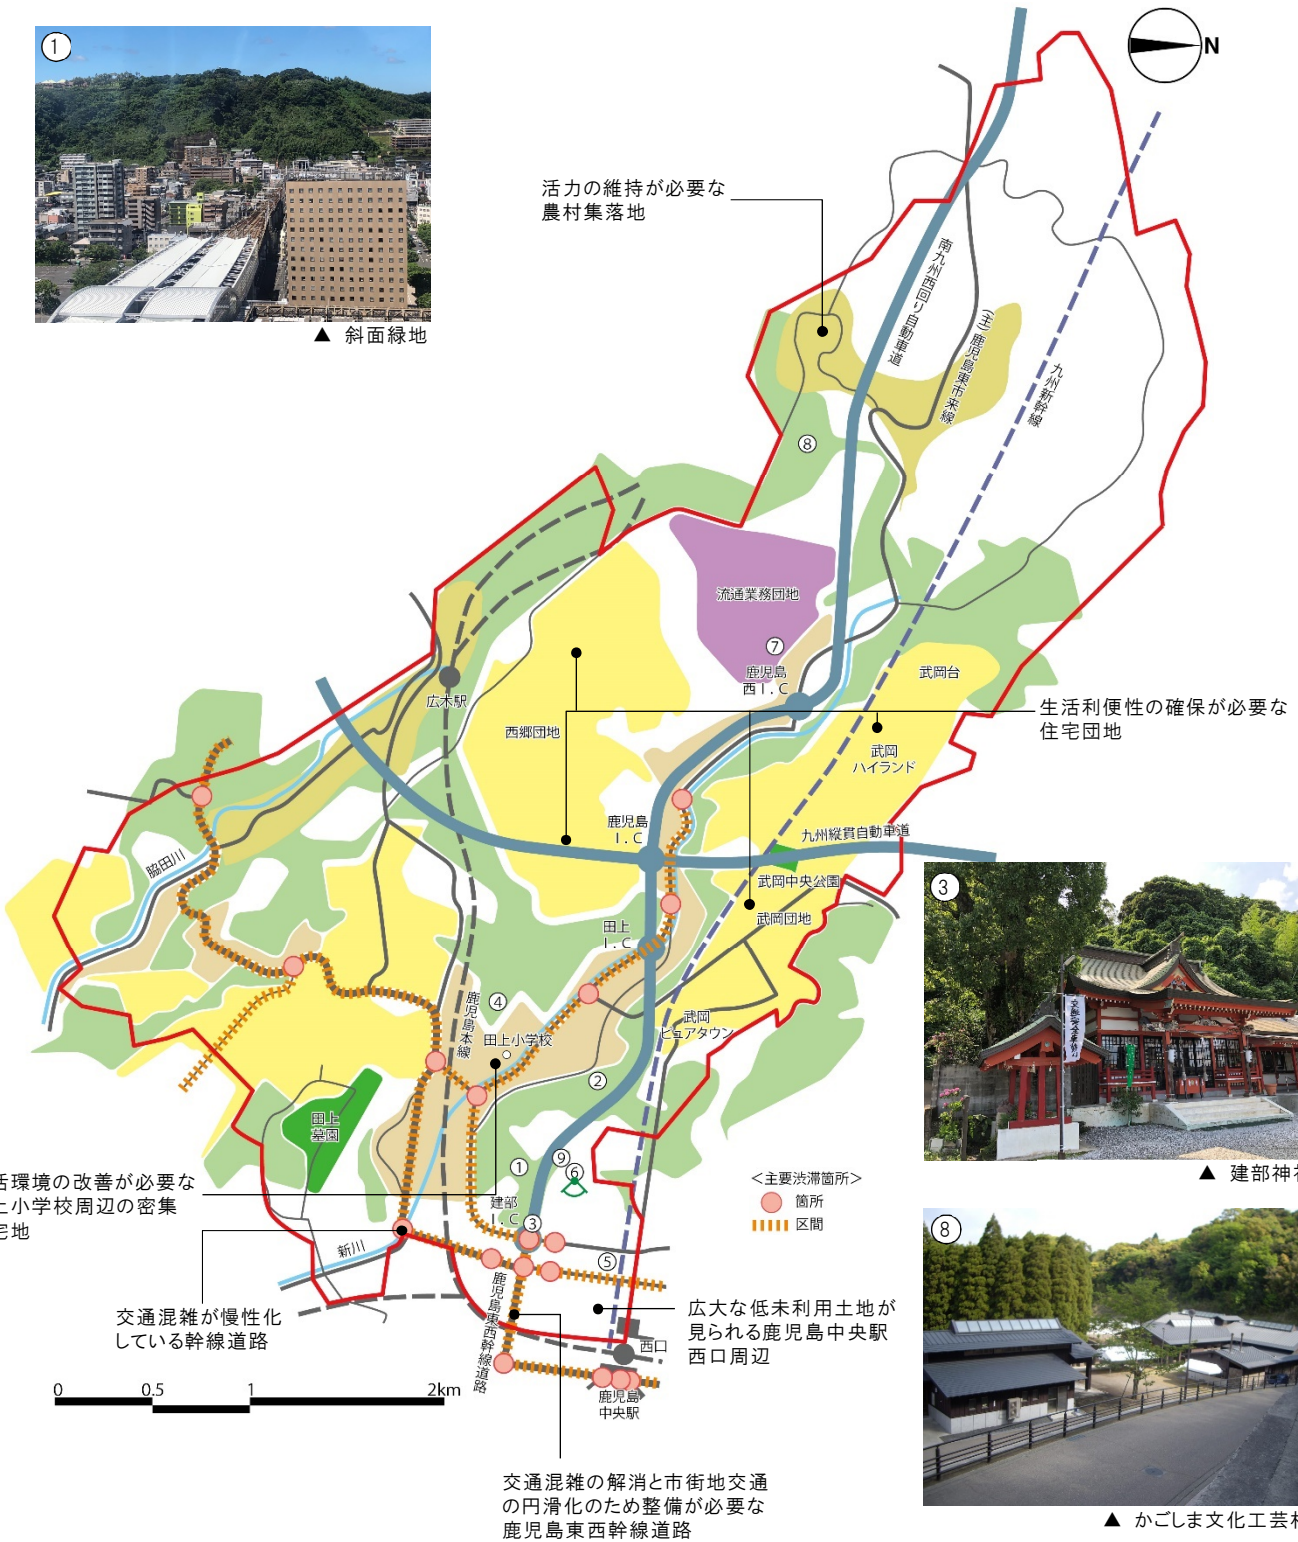 ①
▲ 斜面緑地
N
活力の維持が必要な
農村集落地
南九州西回り自動車道
(主)鹿児島東市来線
九州新幹線
⑧
流通業務団地
⑦
鹿児島
西I.C
武岡台
広木駅
西郷団地
生活利便性の確保が必要な
住宅団地
武岡
ハイランド
鹿児島
I.C
九州縦貫自動車道
脇田川
武岡中央公園
武岡団地
田上
I.C
③
④
鹿児島本線
田上小学校
武岡
ピュアタウン
②
田上
墓園
①
⑨
⑥
建部
I.C
③
⑤
<主要渋滞箇所>
箇所
区間
活環境の改善が必要な
上小学校周辺の密集
宅地
▲ 建部神社
新川
⑧
交通混雑が慢性化
している幹線道路
鹿児島東西幹線道路
広大な低未利用土地が
見られる鹿児島中央駅
西口周辺
西口
鹿児島
中央駅
0 0.5 1 2km
交通混雑の解消と市街地交通
の円滑化のため整備が必要な
鹿児島東西幹線道路
▲ かごしま文化工芸村